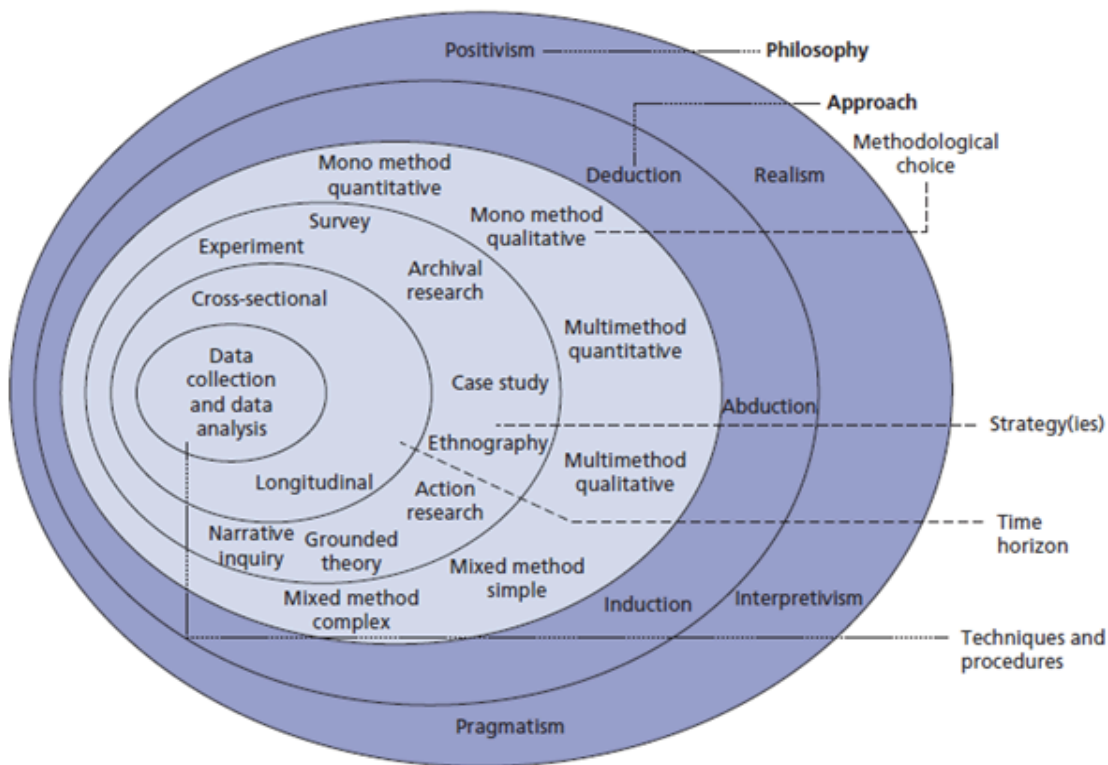 Positivism
Philosophy
Approach
Methodological
choice
Mono method
quantitative
Deduction
Realism
Survey
Mono method
qualitative
Experiment
Archival
research
Cross-sectional
Multimethod
quantitative
Data
collection
and data
analysis
Case study
Abduction
Strategy(ies)
Ethnography
Multimethod
qualitative
Longitudinal
Action
research
Time
horizon
Narrative
inquiry
Grounded
theory
Mixed method
simple
Mixed method
complex
Induction
Interpretivism
Techniques and
procedures
Pragmatism